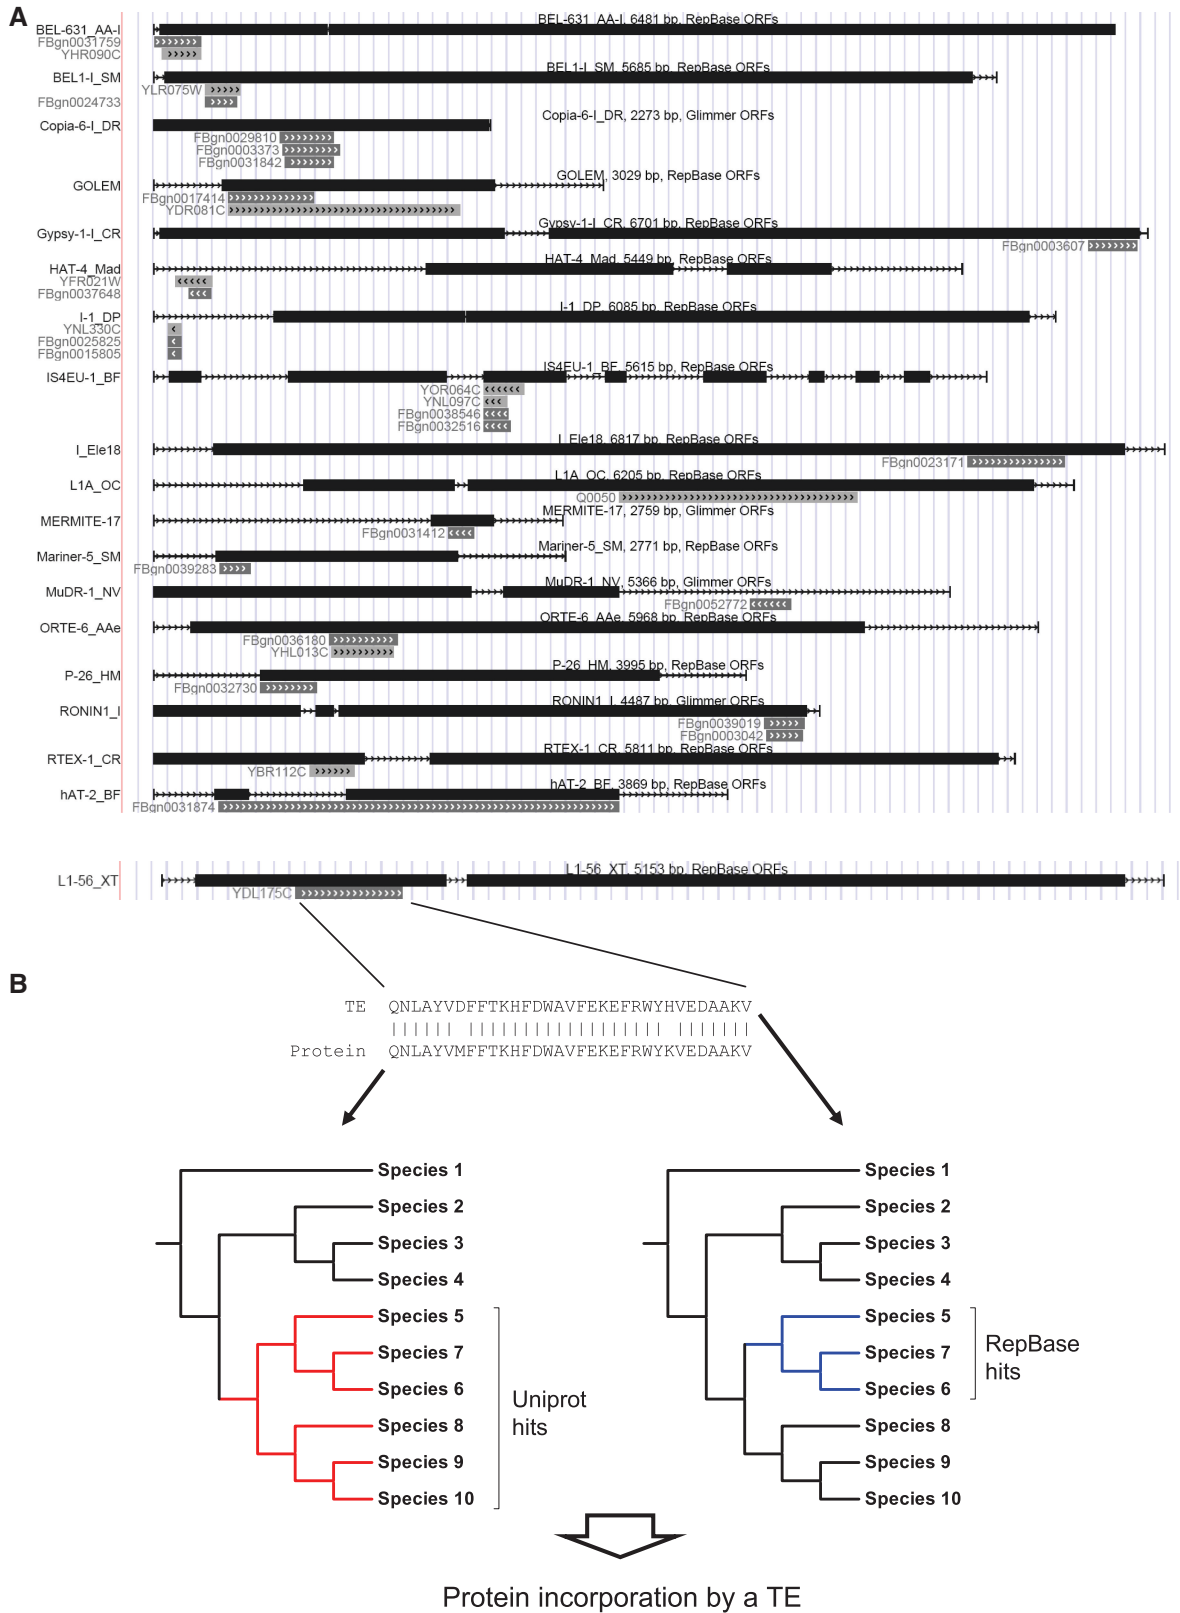 A
BEL-631_AA-I, 6481 bp, RepBase ORFs
BEL-631_AA-I
FBgn0031759
YHR090C
BEL1-I_SM, 5685 bp, RepBase ORFs
BEL1-I_SM
YLR075W
FBgn0024733
Copia-6-I_DR, 2273 bp, Glimmer ORFs
Copia-6-I_DR
FBgn0029810
FBgn0003373
FBgn0031842
GOLEM, 3029 bp, RepBase ORFs
GOLEM
FBgn0017414
YDR081C
Gypsy-1-I_CR, 6701 bp, RepBase ORFs
Gypsy-1-I_CR
FBgn0003607
HAT-4_Mad, 5449 bp, RepBase ORFs
HAT-4_Mad
YFR021W
FBgn0037648
I-1_DP, 6085 bp, RepBase ORFs
I-1_DP
YNL330C
FBgn0025825
FBgn0015805
IS4EU-1_BF, 5615 bp, RepBase ORFs
IS4EU-1_BF
YOR064C
YNL097C
FBgn0038546
FBgn0032516
I_Ele18, 6817 bp, RepBase ORFs
I_Ele18
FBgn0023171
L1A_OC, 6205 bp, RepBase ORFs
L1A_OC
Q0050
MERMITE-17, 2759 bp, Glimmer ORFs
MERMITE-17
FBgn0031412
Mariner-5_SM, 2771 bp, RepBase ORFs
Mariner-5_SM
FBgn0039283
MuDR-1_NV, 5366 bp, Glimmer ORFs
MuDR-1_NV
FBgn0052772
ORTE-6_AAe, 5968 bp, RepBase ORFs
ORTE-6_AAe
FBgn0036180
YHL013C
P-26_HM, 3995 bp, RepBase ORFs
P-26_HM
FBgn0032730
RONIN1_I, 4487 bp, Glimmer ORFs
RONIN1_I
FBgn0039019
FBgn0003042
RTEX-1_CR, 5811 bp, RepBase ORFs
RTEX-1_CR
YBR112C
hAT-2_BF, 3869 bp, RepBase ORFs
hAT-2_BF
FBgn0031874
L1-56_XT, 5153 bp, RepBase ORFs
L1-56_XT
YDL175C
B
TE QNLAYVDFFTKHFDWAVFEKEFRWYHVEDAAKV
Protein QNLAYVMFFTKHFDWAVFEKEFRWYKVEDAAKV
Species 1
Species 2
Species 3
Species 4
Species 5
Species 7
Species 6
Species 8
Species 9
Species 10
Uniprot
hits
Species 1
Species 2
Species 3
Species 4
Species 5
Species 7
Species 6
Species 8
Species 9
Species 10
RepBase
hits
Protein incorporation by a TE